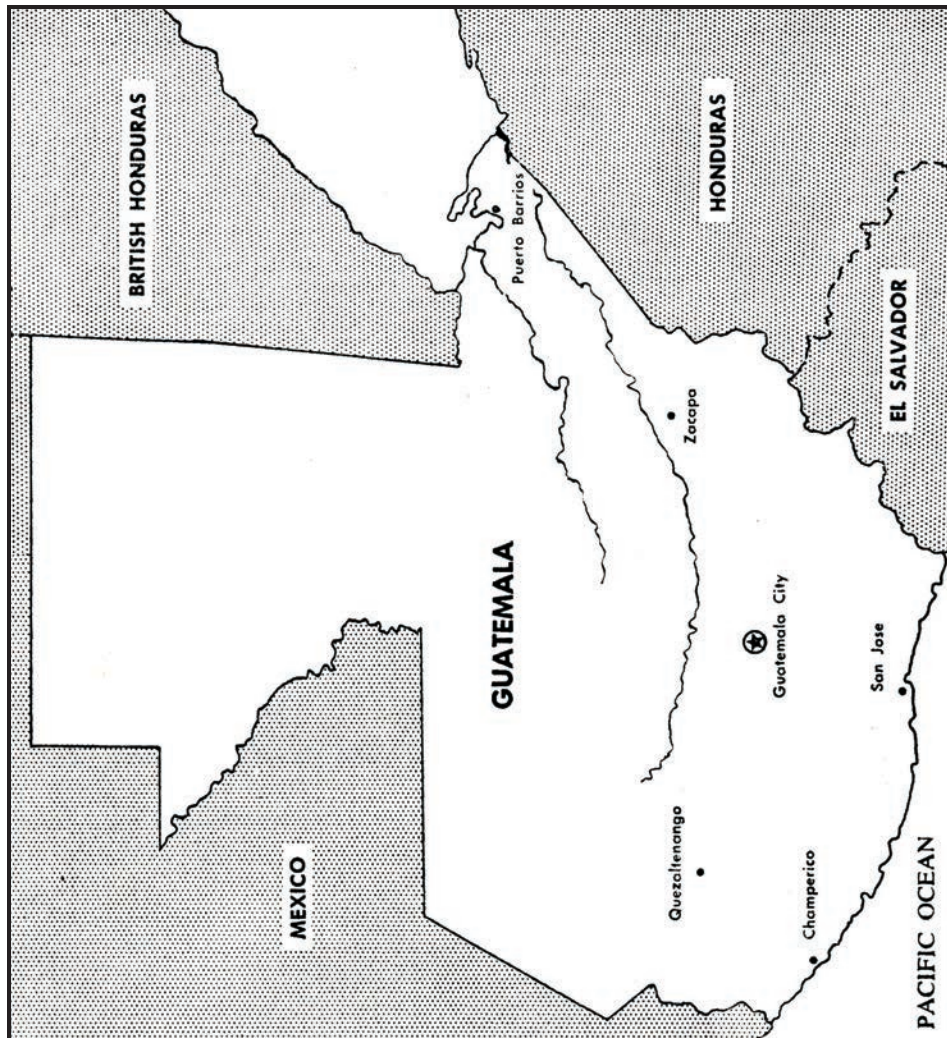 BRITISH HONDURAS
MEXICO
GUATEMALA
Puerto Barrios
Quezaltenango
Zacapa
HONDURAS
Guatemala City
Champerico
San Jose
EL SALVADOR
PACIFIC OCEAN